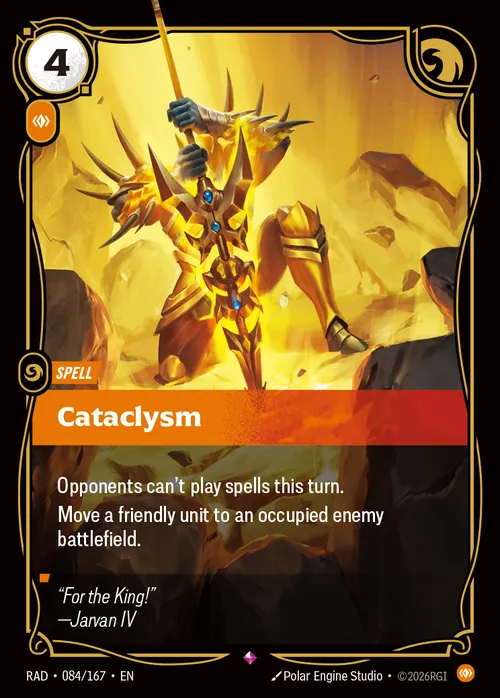 4
SPELL
Cataclysm
Opponents can't play spells this turn.
Move a friendly unit to an occupied enemy
battlefield.
“For the King!”
—Jarvan IV
RAD • 084/167 • EN
Polar Engine Studio • ©2026RGI